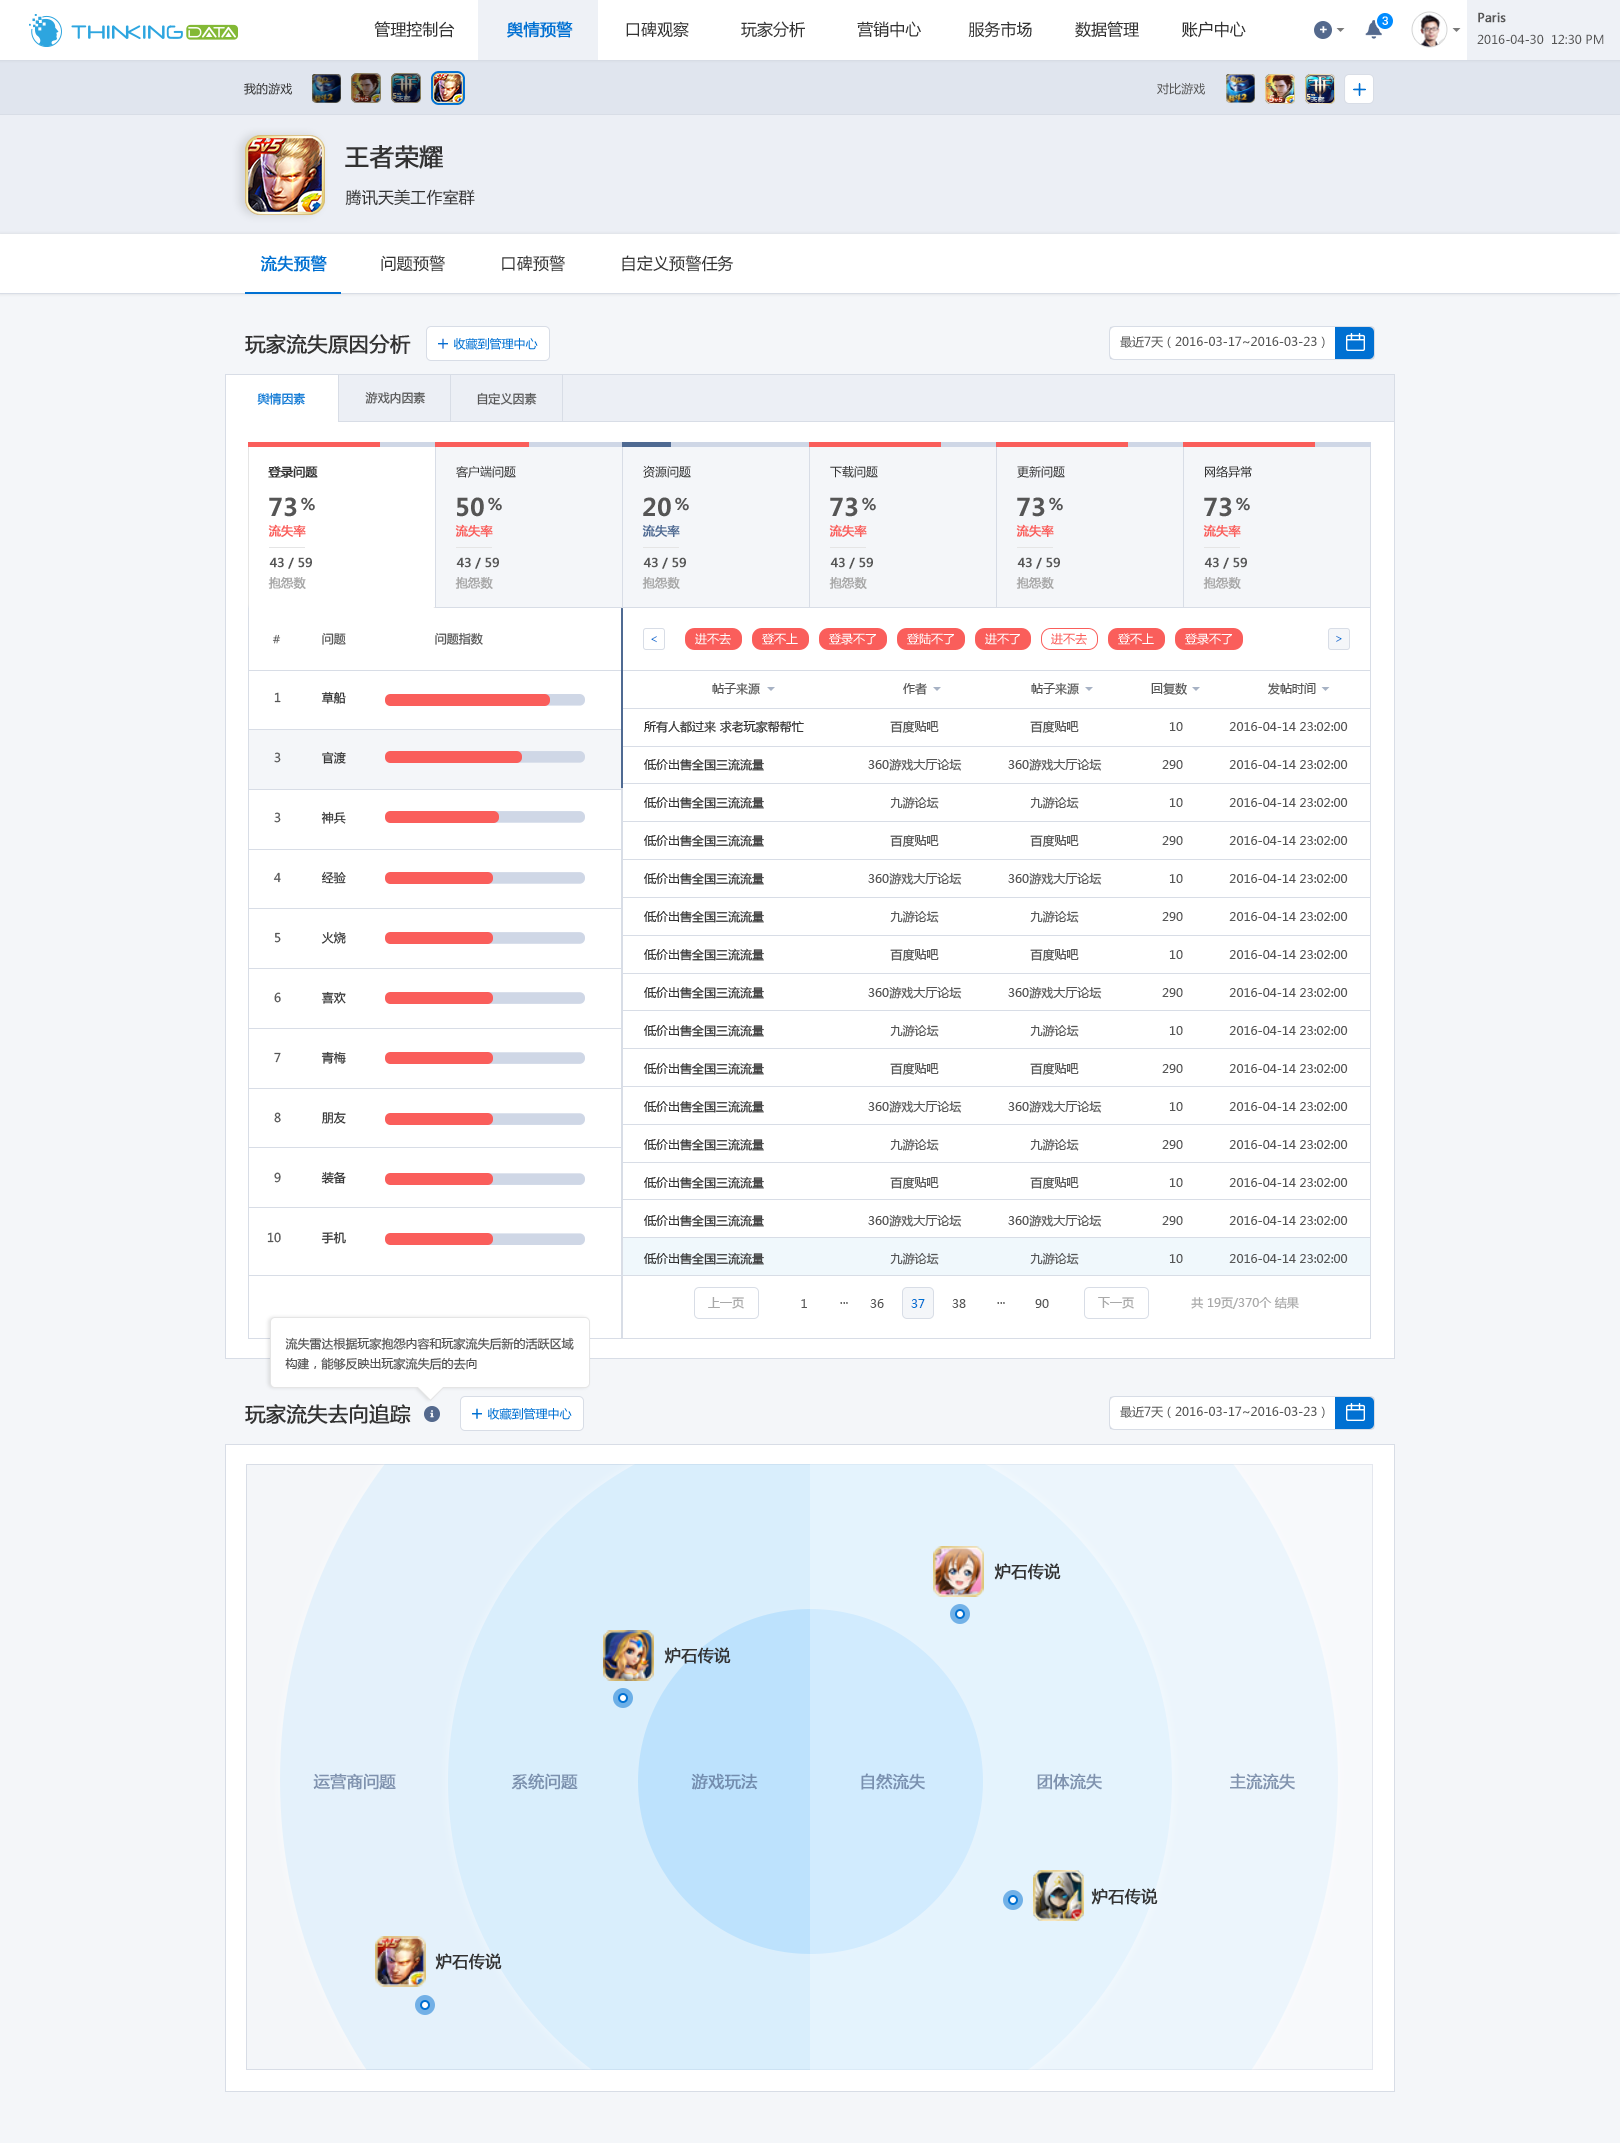 THINKING DATA
管理控制台 舆情预警 口碑观察 玩家分析 营销中心 服务市场 数据管理 账户中心
3
Paris
2016-04-30 12:30 PM
我的游戏
对比游戏
5v5
王者荣耀
腾讯天美工作室群
流失预警 问题预警 口碑预警 自定义预警任务
玩家流失原因分析
+ 收藏到管理中心
最近7天 ( 2016-03-17~2016-03-23 )
舆情因素 游戏内因素 自定义因素
登录问题 客户端问题 资源问题 下载问题 更新问题 网络异常
73% 50% 20% 73% 73% 73%
流失率 流失率 流失率 流失率 流失率 流失率
43 / 59 43 / 59 43 / 59 43 / 59 43 / 59 43 / 59
抱怨数 抱怨数 抱怨数 抱怨数 抱怨数 抱怨数
# 问题 问题指数
1 草船
3 官渡
3 神兵
4 经验
5 火烧
6 喜欢
7 青梅
8 朋友
9 装备
10 手机
< 进不去 登不上 登录不了 登陆不了 进不了 进不去 登不上 登录不了 >
帖子来源 作者 帖子来源 回复数 发帖时间
所有人都过来 求老玩家帮帮忙 百度贴吧 百度贴吧 10 2016-04-14 23:02:00
低价出售全国三流流量 360游戏大厅论坛 360游戏大厅论坛 290 2016-04-14 23:02:00
低价出售全国三流流量 九游论坛 九游论坛 10 2016-04-14 23:02:00
低价出售全国三流流量 百度贴吧 百度贴吧 290 2016-04-14 23:02:00
低价出售全国三流流量 360游戏大厅论坛 360游戏大厅论坛 10 2016-04-14 23:02:00
低价出售全国三流流量 九游论坛 九游论坛 290 2016-04-14 23:02:00
低价出售全国三流流量 百度贴吧 百度贴吧 10 2016-04-14 23:02:00
低价出售全国三流流量 360游戏大厅论坛 360游戏大厅论坛 290 2016-04-14 23:02:00
低价出售全国三流流量 九游论坛 九游论坛 10 2016-04-14 23:02:00
低价出售全国三流流量 百度贴吧 百度贴吧 290 2016-04-14 23:02:00
低价出售全国三流流量 360游戏大厅论坛 360游戏大厅论坛 10 2016-04-14 23:02:00
低价出售全国三流流量 九游论坛 九游论坛 290 2016-04-14 23:02:00
低价出售全国三流流量 百度贴吧 百度贴吧 10 2016-04-14 23:02:00
低价出售全国三流流量 360游戏大厅论坛 360游戏大厅论坛 290 2016-04-14 23:02:00
低价出售全国三流流量 九游论坛 九游论坛 10 2016-04-14 23:02:00
上一页 1 ... 36 37 38 ... 90 下一页 共 19页/370个 结果
流失雷达根据玩家抱怨内容和玩家流失后新的活跃区域
构建，能够反映出玩家流失后的去向
玩家流失去向追踪
+ 收藏到管理中心
最近7天 ( 2016-03-17~2016-03-23 )
炉石传说
炉石传说
运营商问题 系统问题 游戏玩法 自然流失 团体流失 主流流失
炉石传说
5v5
炉石传说